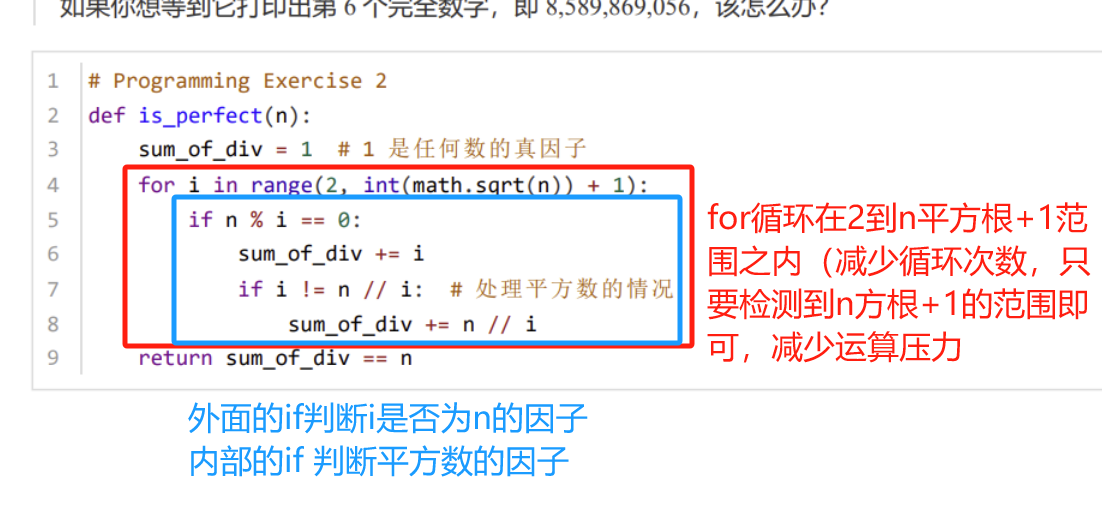 如果你想等到它打印出第 6 个完全数字，即 8,589,869,056，该怎么办？
1 # Programming Exercise 2
2 def is_perfect(n):
3 sum_of_div = 1 # 1 是任何数的真因子
4 for i in range(2, int(math.sqrt(n)) + 1):
5 if n % i == 0:
6 sum_of_div += i
7 if i != n // i: # 处理平方数的情况
8 sum_of_div += n // i
9 return sum_of_div == n
for循环在2到n平方根+1范
围之内（减少循环次数，只
要检测到n方根+1的范围即
可，减少运算压力
外面的if判断i是否为n的因子
内部的if 判断平方数的因子